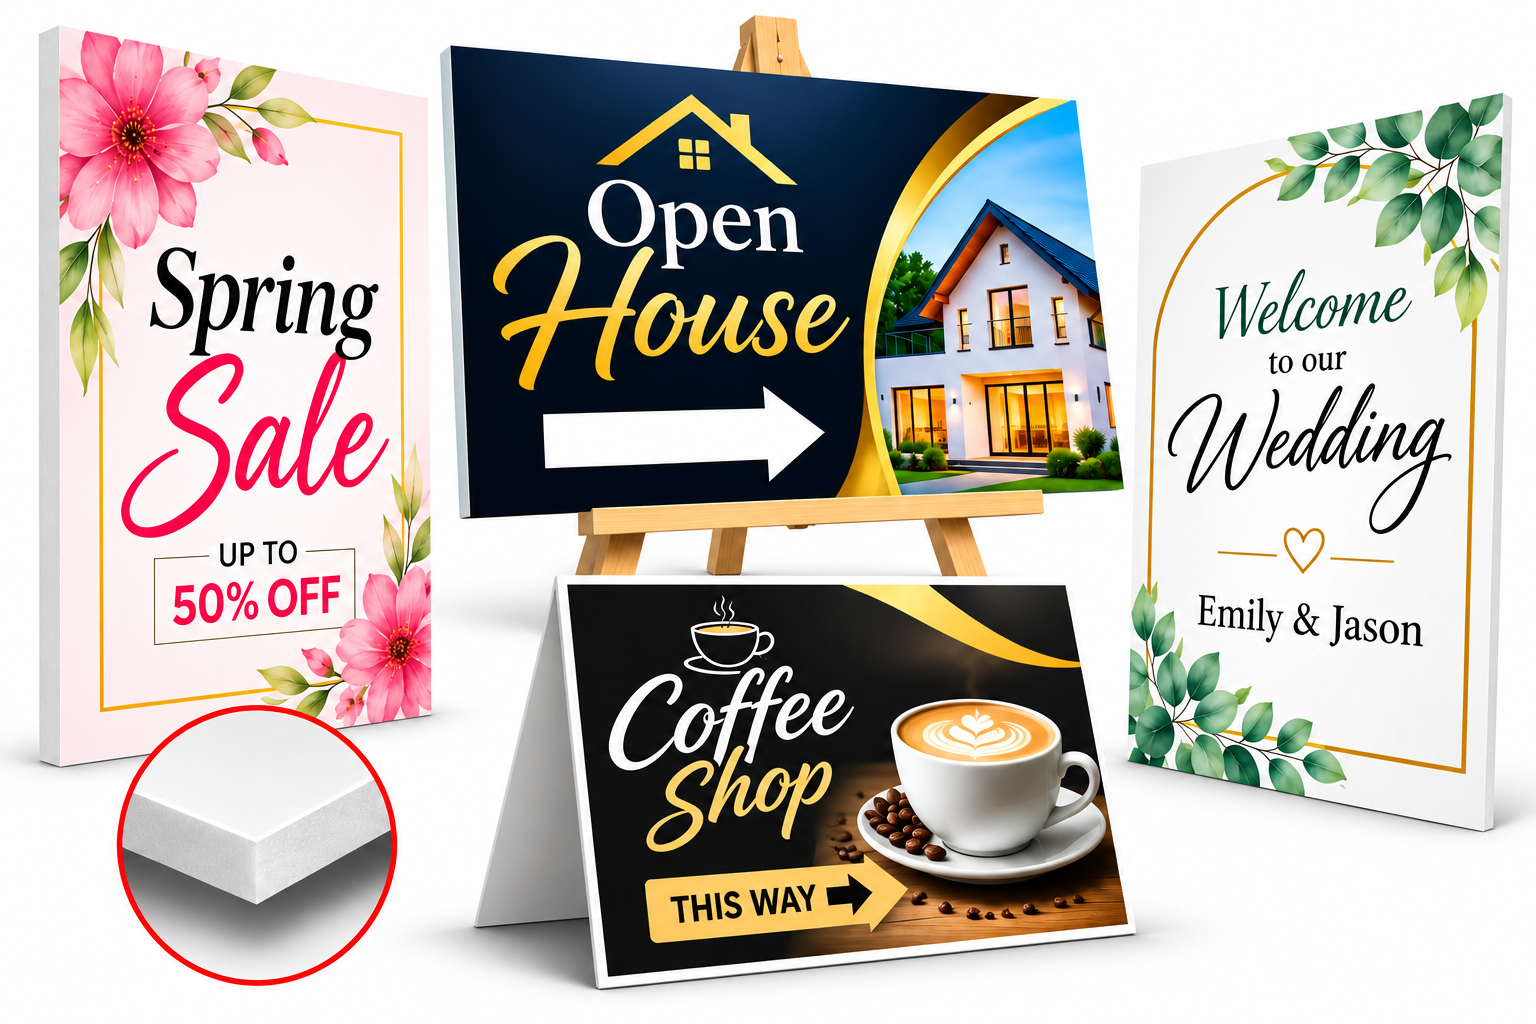 Spring
Sale
UP TO
50% OFF
Open
House
Coffee
Shop
THIS WAY
Welcome
to our
Wedding
Emily & Jason